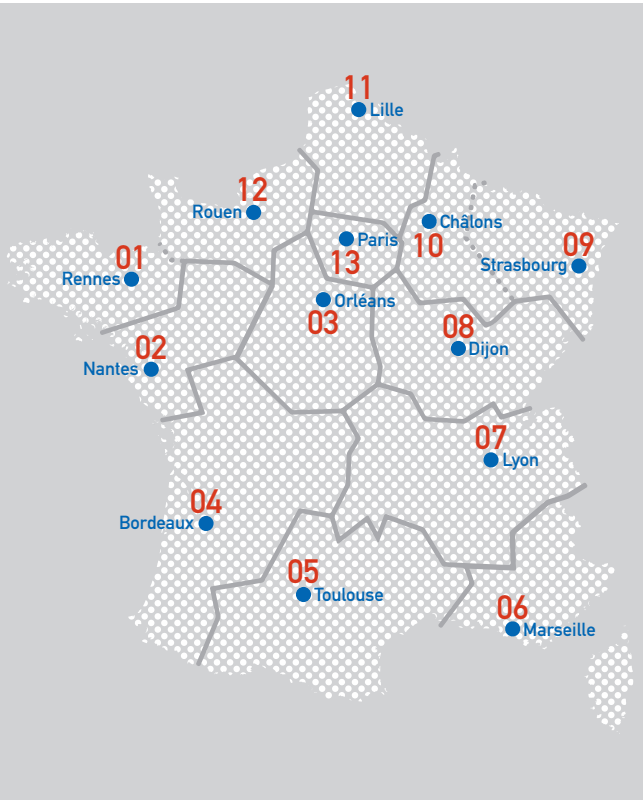 11
Lille
12
Rouen
Châlons
Paris
10
13
01
Rennes
09
Strasbourg
Orléans
03
02
Nantes
08
Dijon
07
Lyon
04
Bordeaux
05
Toulouse
06
Marseille